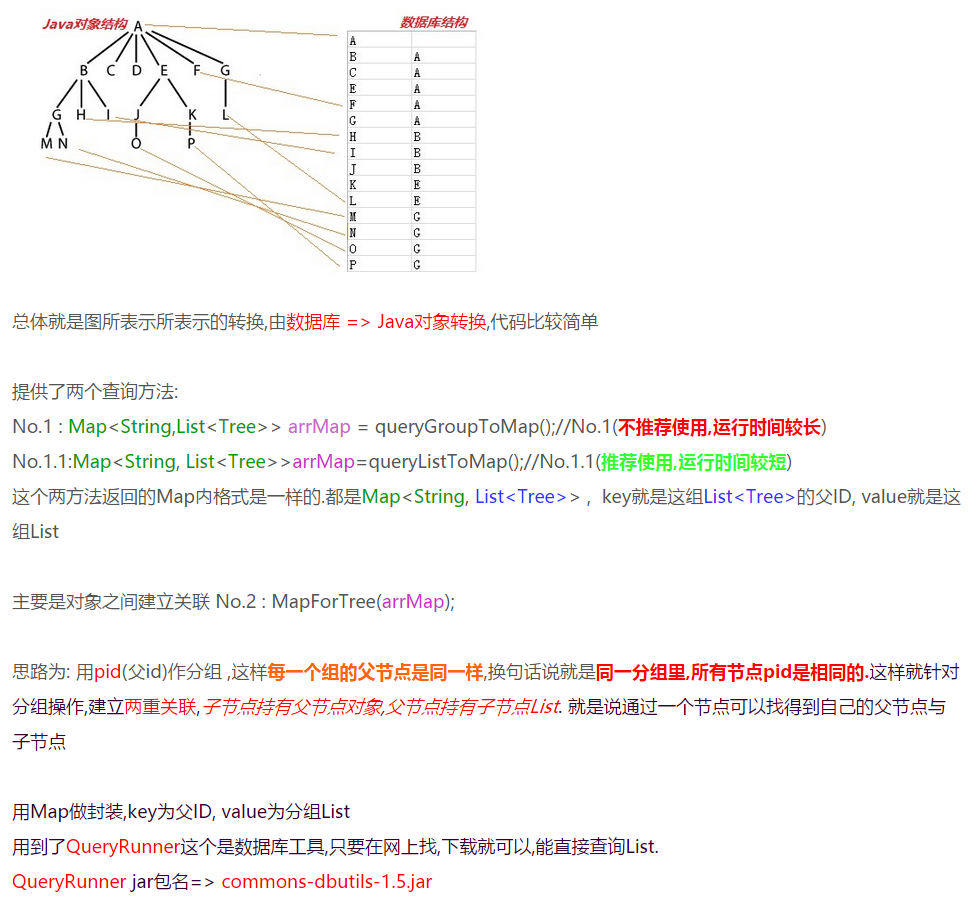 Java对象结构
数据库结构
A
B C D E F G
G H I J K L
M N O P
A
B A
C A
E A
F A
G A
H B
I B
J B
K E
L E
M G
N G
O G
P G
总体就是图所表示所表示的转换,由数据库 => Java对象转换,代码比较简单
提供了两个查询方法:
No.1 : Map<String,List<Tree>> arrMap = queryGroupToMap();//No.1(不推荐使用,运行时间较长)
No.1.1:Map<String, List<Tree>>arrMap=queryListToMap();//No.1.1(推荐使用,运行时间较短)
这个两方法返回的Map内格式是一样的.都是Map<String, List<Tree>> , key就是这组List<Tree>的父ID, value就是这
组List
主要是对象之间建立关联 No.2 : MapForTree(arrMap);
思路为: 用pid(父id)作分组 ,这样每一个组的父节点是同一样,换句话说就是同一分组里,所有节点pid是相同的.这样就针对
分组操作,建立两重关联,子节点持有父节点对象,父节点持有子节点List. 就是说通过一个节点可以找得到自己的父节点与
子节点
用Map做封装,key为父ID, value为分组List
用到了QueryRunner这个是数据库工具,只要在网上找,下载就可以,能直接查询List.
QueryRunner jar包名=> commons-dbutils-1.5.jar